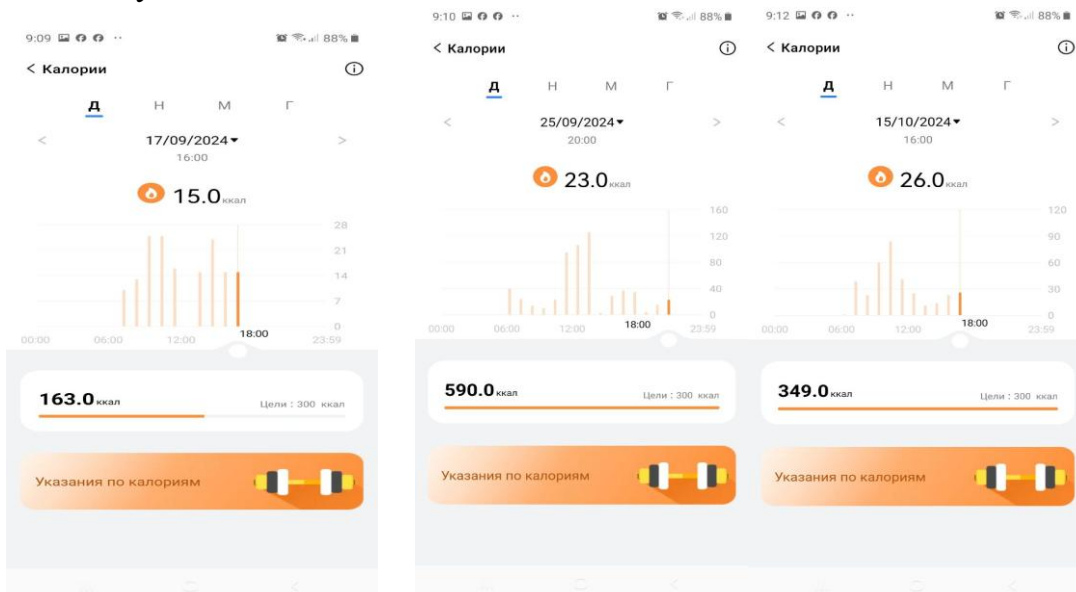 9:09
88%
< Калории
Д Н М Г
< 17/09/2024 >
16:00
15.0 ккал
28
21
14
7
0
00:00 06:00 12:00 18:00 23:59
163.0 ккал Цели : 300 ккал
Указания по калориям
9:10
88%
< Калории
Д Н М Г
< 25/09/2024 >
20:00
23.0 ккал
160
120
80
40
0
00:00 06:00 12:00 18:00 23:59
590.0 ккал Цели : 300 ккал
Указания по калориям
9:12
88%
< Калории
Д Н М Г
< 15/10/2024 >
16:00
26.0 ккал
120
90
60
30
0
00:00 06:00 12:00 18:00 23:59
349.0 ккал Цели : 300 ккал
Указания по калориям